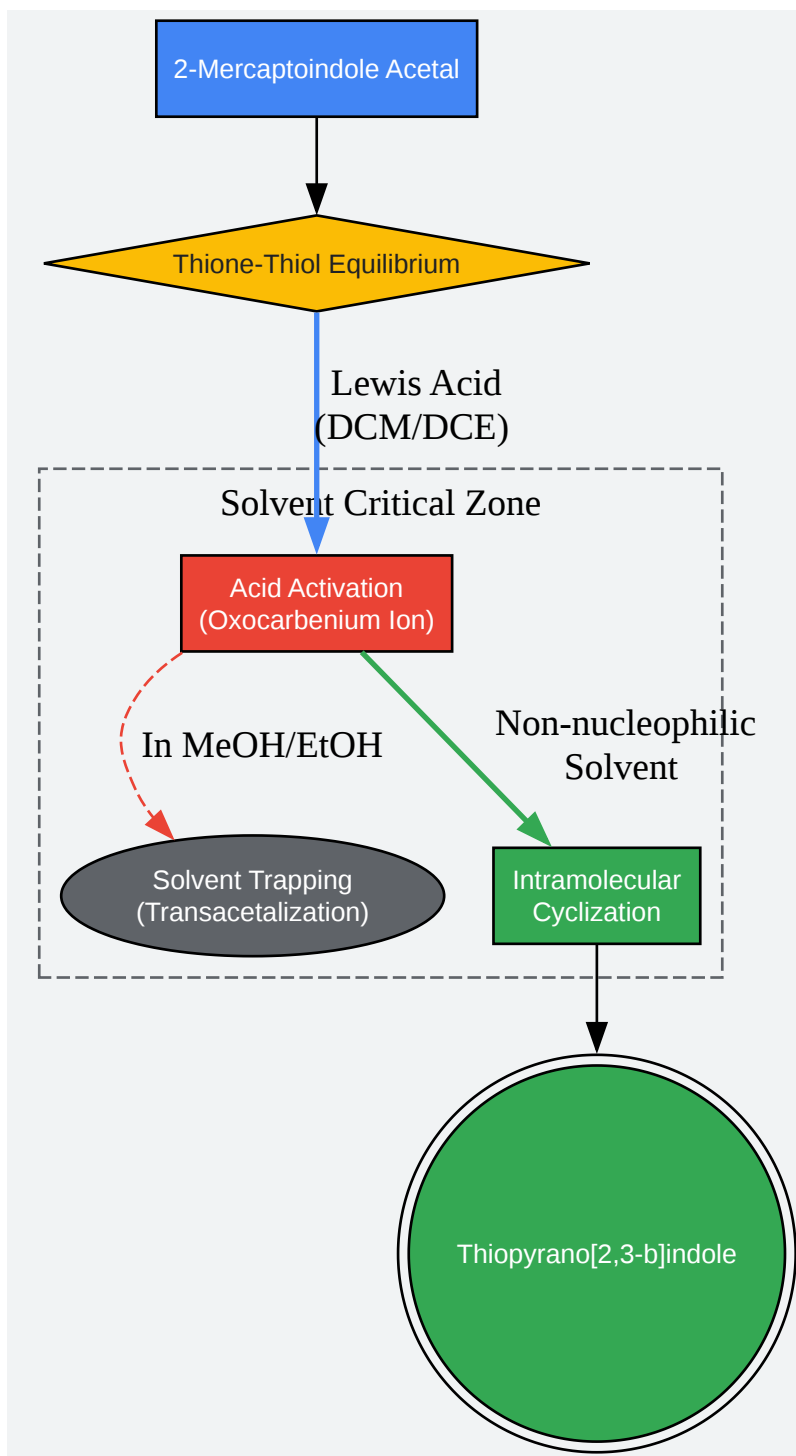 2-Mercaptoindole Acetal
Thione-Thiol Equilibrium
Lewis Acid
(DCM/DCE)
Solvent Critical Zone
Acid Activation
(Oxocarbenium Ion)
In MeOH/EtOH
Non-nucleophilic
Solvent
Solvent Trapping
(Transacetalization)
Intramolecular
Cyclization
Thiopyrano[2,3-b]indole